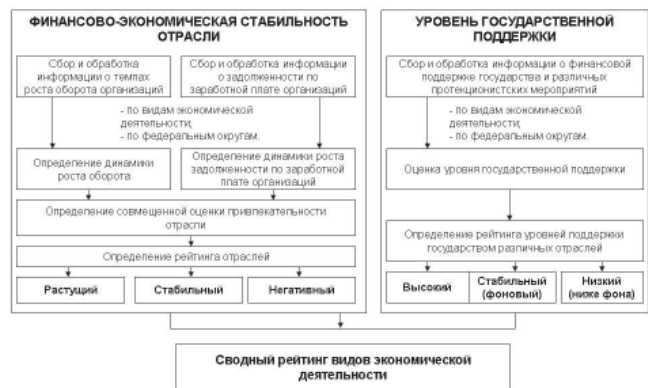 ФИНАНСОВО-ЭКОНОМИЧЕСКАЯ СТАБИЛЬНОСТЬ
ОТРАСЛИ
Сбор и обработка
информации о темпах
роста оборота организаций
Сбор и обработка информации
о задолженности по
заработной плате организаций
- по видам экономической
деятельности;
- по федеральным округам.
Определение динамики
роста оборота
Определение динамики роста
задолженности по заработной
плате организаций
Определение совмещенной оценки привлекательности
отрасли
Определение рейтинга отраслей
Растущий
Стабильный
Негативный
УРОВЕНЬ ГОСУДАРСТВЕННОЙ
ПОДДЕРЖКИ
Сбор и обработка информации о финансовой
поддержке государства и различных
протекционистских мероприятий
- по видам экономической
деятельности;
- по федеральным округам.
Оценка уровня государственной поддержки
Определение рейтинга уровней поддержки
государством различных отраслей
Высокий
Стабильный
(фоновый)
Низкий
(ниже фона)
Сводный рейтинг видов экономической
деятельности